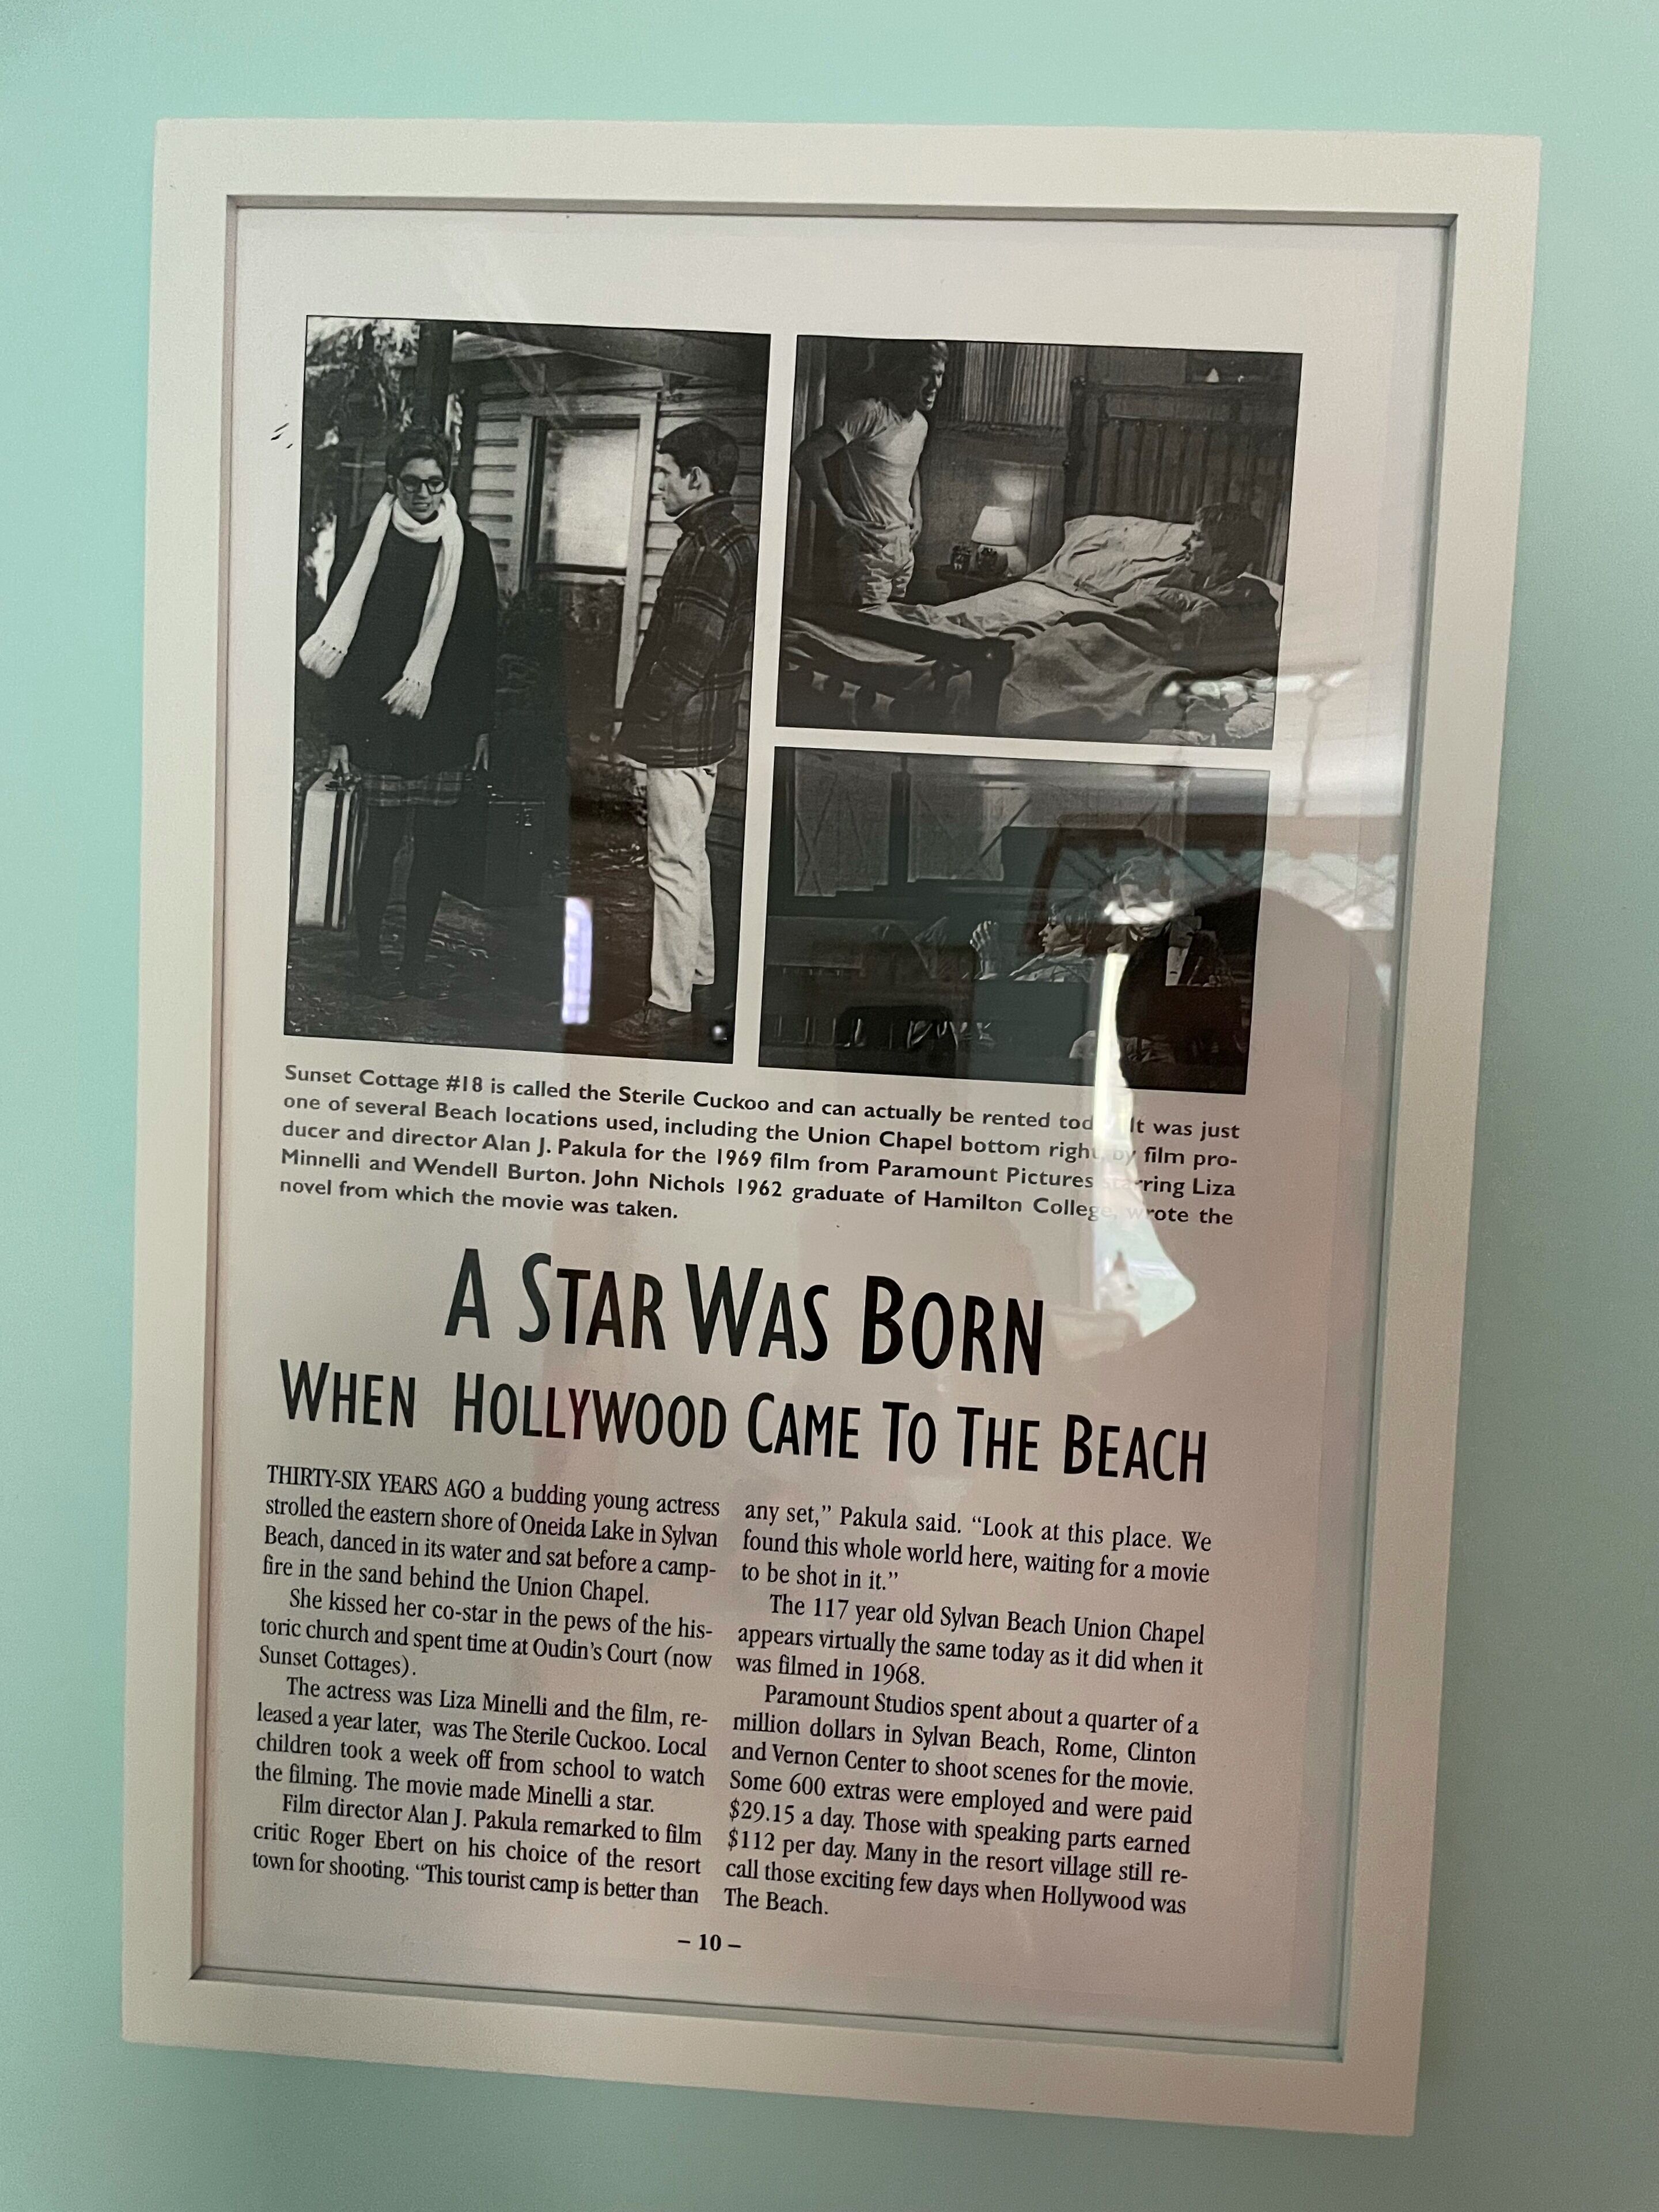 Sunset Cottage #18 is called the Sterile Cuckoo and can actually be rented It was just
one of several Beach locations used, including the Union Chapel bottom right, by film pro-
ducer and director Alan J. Pakula for the 1969 film from Paramount Pictures starring Liza
Minnelli and Wendell Burton. John Nichols 1962 graduate of Hamilton College, wrote the
novel from which the movie was taken.
A STAR WAS BORN
WHEN HOLLYWOOD CAME TO THE BEACH
THIRTY-SIX YEARS AGO a budding young actress
strolled the eastern shore of Oneida Lake in Sylvan
Beach, danced in its water and sat before a camp-
fire in the sand behind the Union Chapel.
She kissed her co-star in the pews of the his-
toric church and spent time at Oudin's Court (now
Sunset Cottages).
The actress was Liza Minelli and the film, re-
leased a year later, was The Sterile Cuckoo. Local
children took a week off from school to watch
the filming. The movie made Minelli a star.
Film director Alan J. Pakula remarked to film
critic Roger Ebert on his choice of the resort
town for shooting. “This tourist camp is better than
any set,” Pakula said. “Look at this place. We
found this whole world here, waiting for a movie
to be shot in it.”
The 117 year old Sylvan Beach Union Chapel
appears virtually the same today as it did when it
was filmed in 1968.
Paramount Studios spent about a quarter of a
million dollars in Sylvan Beach, Rome, Clinton
and Vernon Center to shoot scenes for the movie.
Some 600 extras were employed and were paid
$29.15 a day. Those with speaking parts earned
$112 per day. Many in the resort village still re-
call those exciting few days when Hollywood was
The Beach.
– 10 –